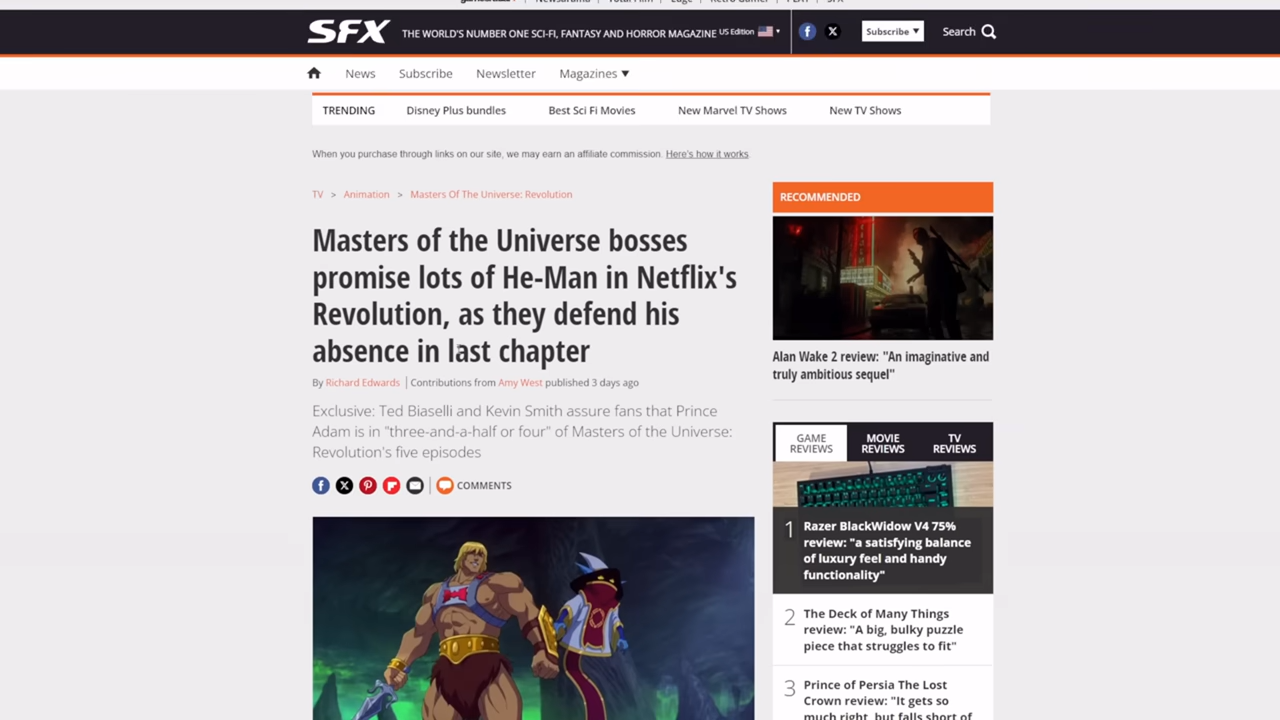 SFX
THE WORLD'S NUMBER ONE SCI-FI, FANTASY AND HORROR MAGAZINE
US Edition
Subscribe ▼
Search
News
Subscribe
Newsletter
Magazines ▼
TRENDING
Disney Plus bundles
Best Sci Fi Movies
New Marvel TV Shows
New TV Shows
When you purchase through links on our site, we may earn an affiliate commission. Here's how it works.
TV > Animation > Masters Of The Universe: Revolution
Masters of the Universe bosses
promise lots of He-Man in Netflix's
Revolution, as they defend his
absence in last chapter
By Richard Edwards | Contributions from Amy West published 3 days ago
Exclusive: Ted Biaselli and Kevin Smith assure fans that Prince
Adam is in "three-and-a-half or four" of Masters of the Universe:
Revolution's five episodes
COMMENTS
RECOMMENDED
Alan Wake 2 review: "An imaginative and
truly ambitious sequel"
GAME
REVIEWS
MOVIE
REVIEWS
TV
REVIEWS
1 Razer BlackWidow V4 75%
review: "a satisfying balance
of luxury feel and handy
functionality"
2 The Deck of Many Things
review: "A big, bulky puzzle
piece that struggles to fit"
3 Prince of Persia The Lost
Crown review: "It gets so
much right, but falls short of